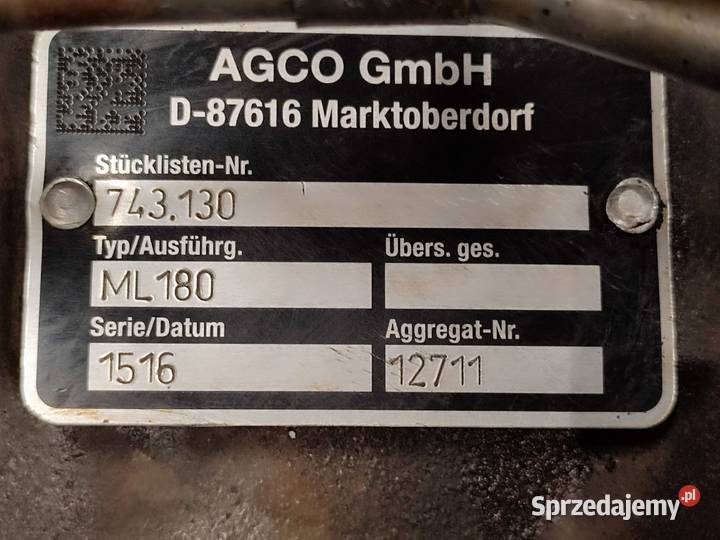 AGCO GmbH
D-87616 Marktoberdorf
Stücklisten-Nr.
743.130
Typ/Ausführg.
Übers. ges.
ML180
Serie/Datum
Aggregat-Nr.
1516
12711
Sprzedajemy.pl